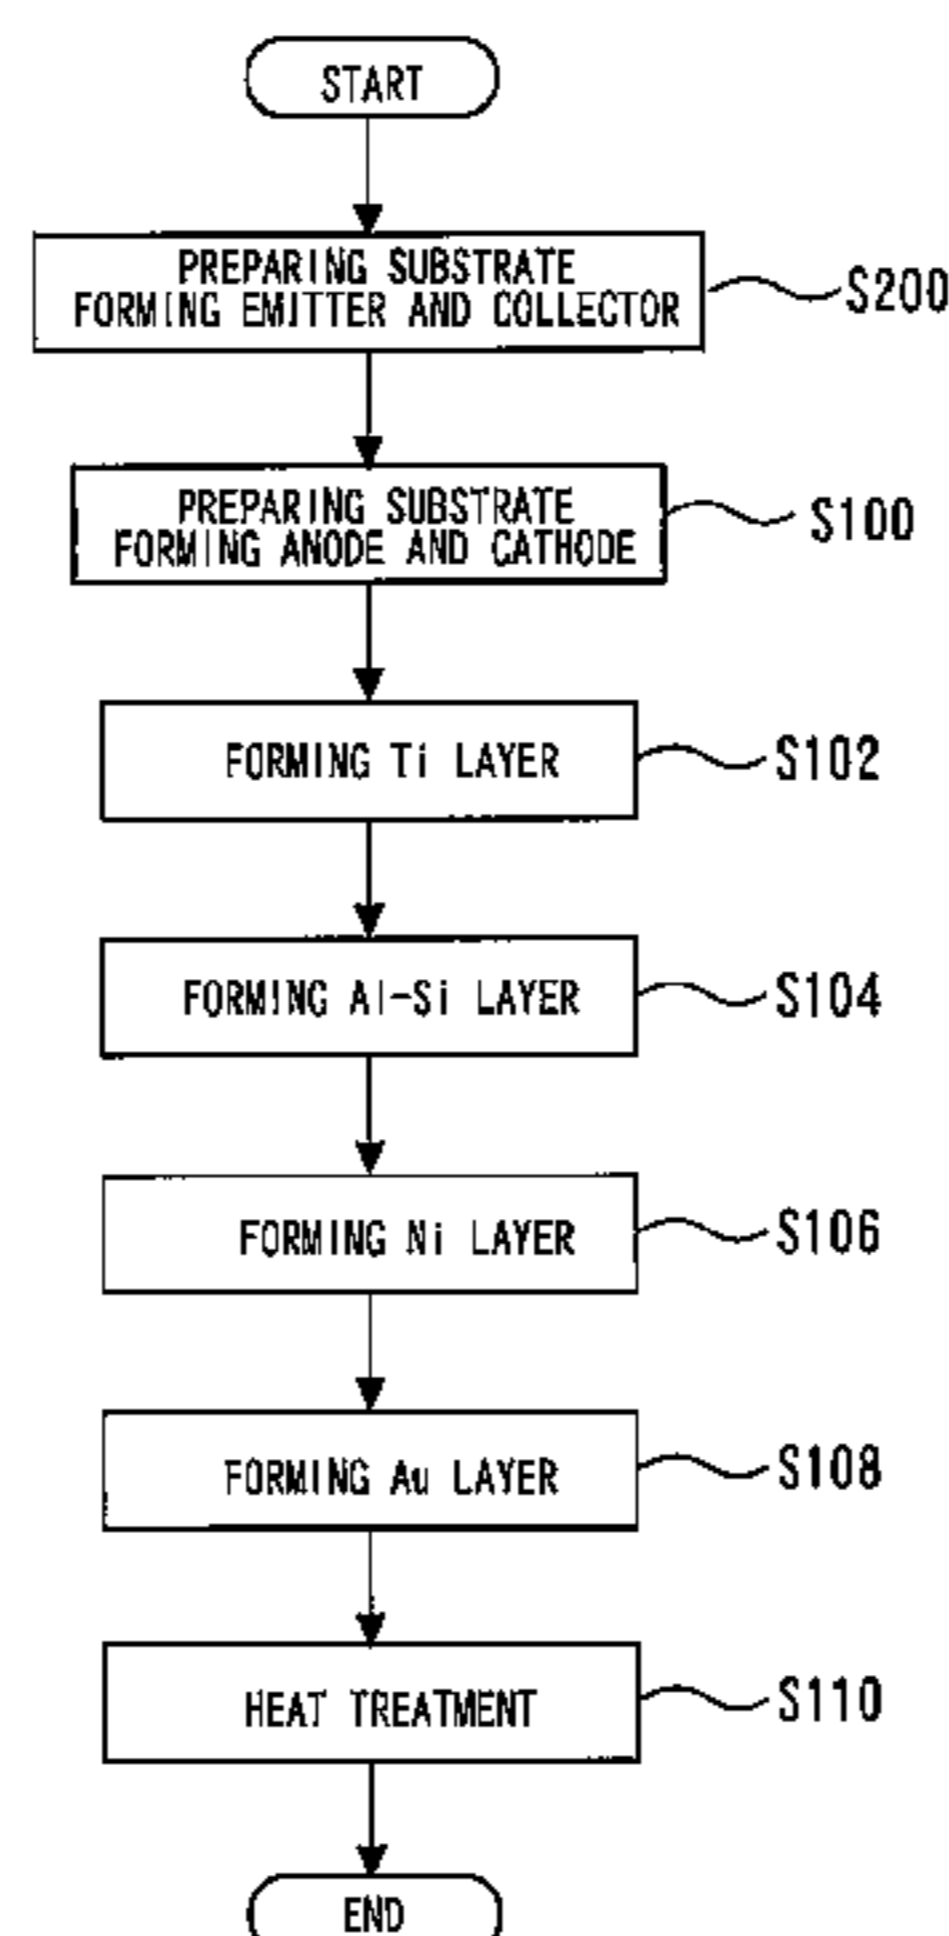 START
PREPARING SUBSTRATE
FORMING EMITTER AND COLLECTOR
S200
PREPARING SUBSTRATE
FORMING ANODE AND CATHODE
S100
FORMING Ti LAYER
S102
FORMING Al-Si LAYER
S104
FORMING Ni LAYER
S106
FORMING Au LAYER
S108
HEAT TREATMENT
S110
END